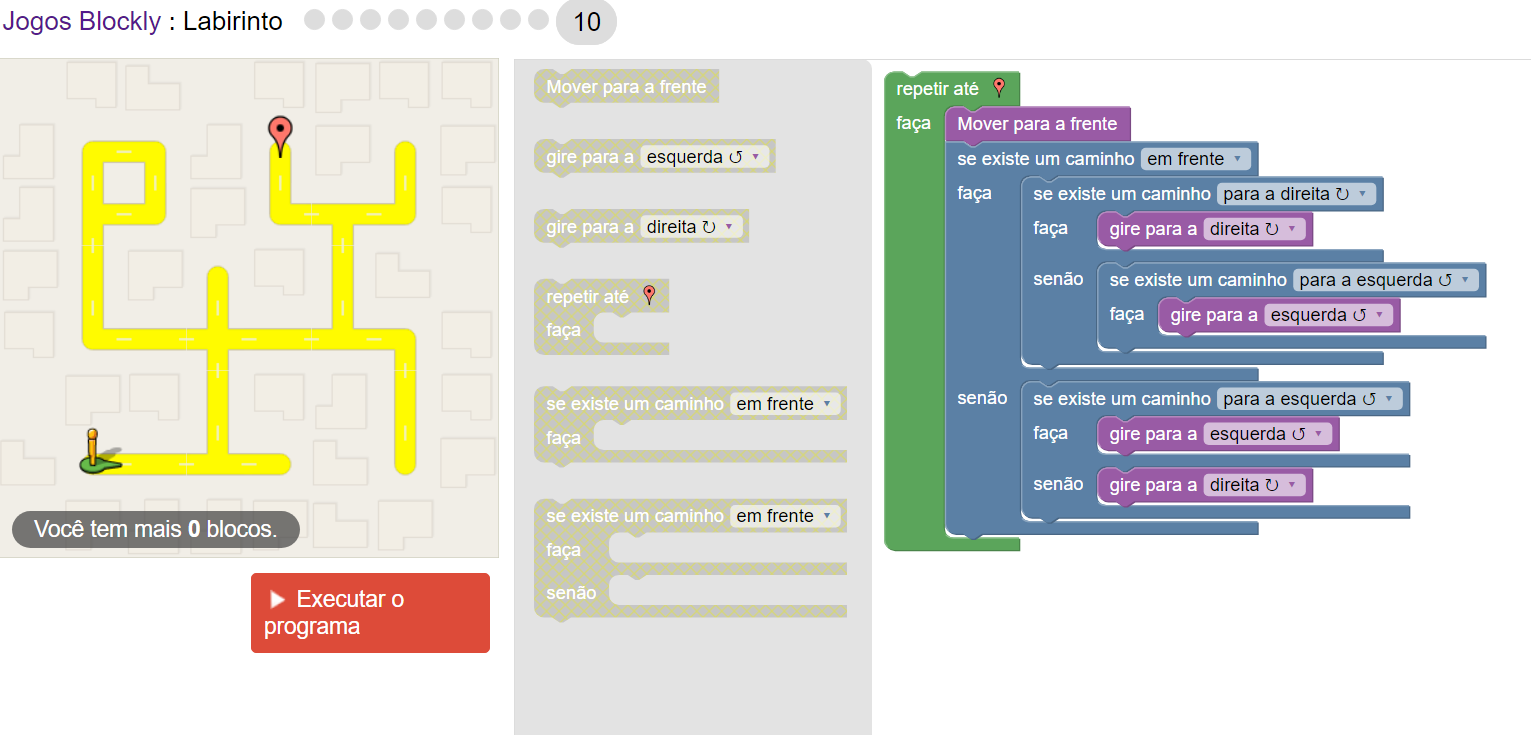 Jogos Blockly : Labirinto 10
Você tem mais 0 blocos.
Executar o
programa
Mover para a frente
gire para a esquerda ↺
gire para a direita ↻
repetir até
faça
se existe um caminho em frente
faça
se existe um caminho em frente
faça
senão
repetir até
faça
Mover para a frente
se existe um caminho em frente
faça
se existe um caminho para a direita ↻
faça
gire para a direita ↻
senão
se existe um caminho para a esquerda ↺
faça
gire para a esquerda ↺
senão
se existe um caminho para a esquerda ↺
faça
gire para a esquerda ↺
senão
gire para a direita ↻